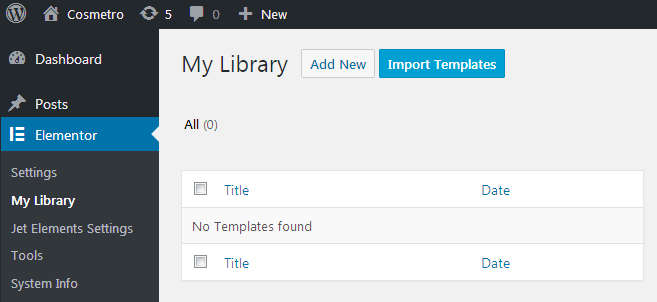 Cosmetro 5 0 + New
Dashboard
Posts
Elementor
Settings
My Library
Jet Elements Settings
Tools
System Info
My Library Add New Import Templates
All (0)
Title Date
No Templates found
Title Date